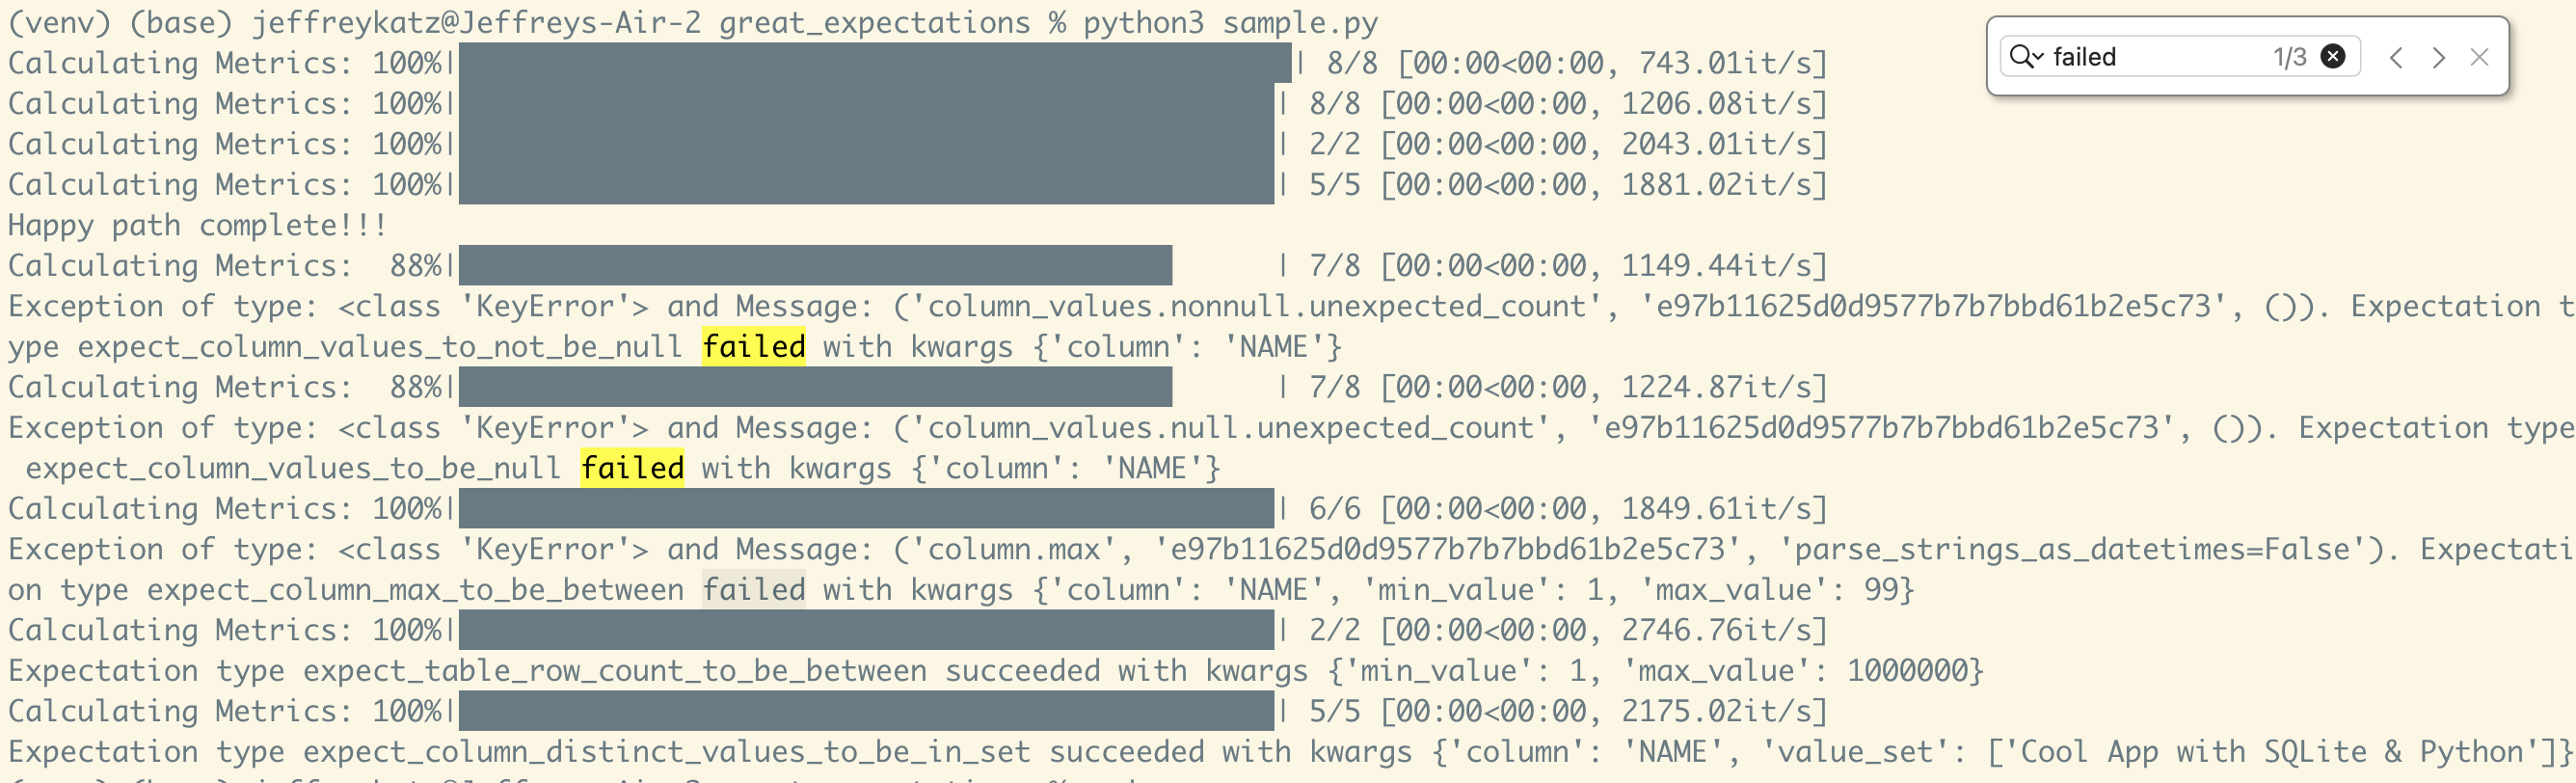 (venv) (base) jeffreykatz@Jeffreys-Air-2 great_expectations % python3 sample.py
failed 1/3
Calculating Metrics: 100%| | 8/8 [00:00<00:00, 743.01it/s]
Calculating Metrics: 100%| | 8/8 [00:00<00:00, 1206.08it/s]
Calculating Metrics: 100%| | 2/2 [00:00<00:00, 2043.01it/s]
Calculating Metrics: 100%| | 5/5 [00:00<00:00, 1881.02it/s]
Happy path complete!!!
Calculating Metrics:  88%| | 7/8 [00:00<00:00, 1149.44it/s]
Exception of type: <class 'KeyError'> and Message: ('column_values.nonnull.unexpected_count', 'e97b11625d0d9577b7b7bbd61b2e5c73', ()). Expectation t
ype expect_column_values_to_not_be_null failed with kwargs {'column': 'NAME'}
Calculating Metrics:  88%| | 7/8 [00:00<00:00, 1224.87it/s]
Exception of type: <class 'KeyError'> and Message: ('column_values.null.unexpected_count', 'e97b11625d0d9577b7b7bbd61b2e5c73', ()). Expectation type
 expect_column_values_to_be_null failed with kwargs {'column': 'NAME'}
Calculating Metrics: 100%| | 6/6 [00:00<00:00, 1849.61it/s]
Exception of type: <class 'KeyError'> and Message: ('column.max', 'e97b11625d0d9577b7b7bbd61b2e5c73', 'parse_strings_as_datetimes=False'). Expectati
on type expect_column_max_to_be_between failed with kwargs {'column': 'NAME', 'min_value': 1, 'max_value': 99}
Calculating Metrics: 100%| | 2/2 [00:00<00:00, 2746.76it/s]
Expectation type expect_table_row_count_to_be_between succeeded with kwargs {'min_value': 1, 'max_value': 1000000}
Calculating Metrics: 100%| | 5/5 [00:00<00:00, 2175.02it/s]
Expectation type expect_column_distinct_values_to_be_in_set succeeded with kwargs {'column': 'NAME', 'value_set': ['Cool App with SQLite & Python']}